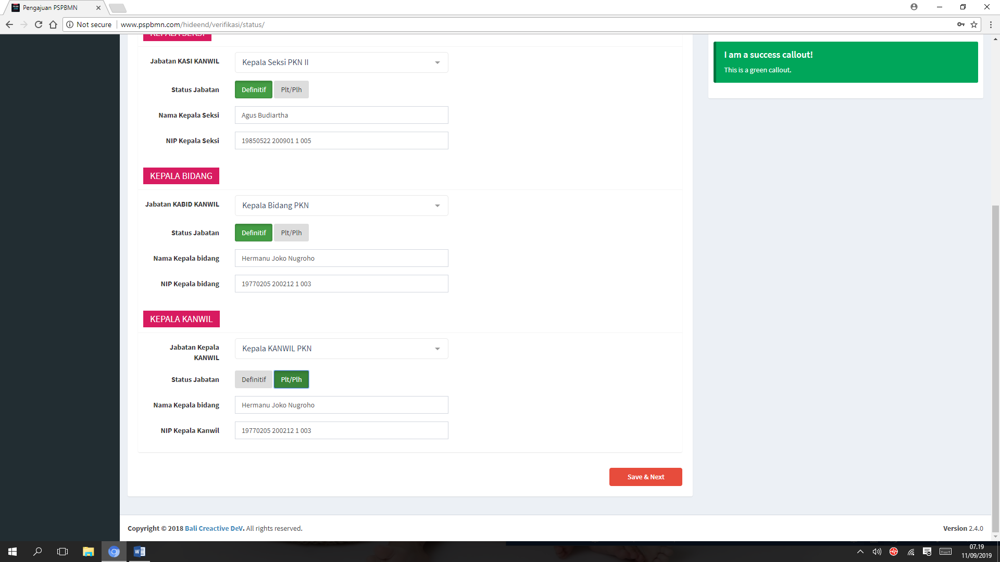 Pengajuan PSPBMN
Not secure www.pspbmn.com/hideend/verifikasi/status/
KEPALA SEKSI
I am a success callout!
This is a green callout.
Jabatan KASI KANWIL Kepala Seksi PKN II
Status Jabatan Definitif Plt/Plh
Nama Kepala Seksi Agus Budiartha
NIP Kepala Seksi 19850522 200901 1 005
KEPALA BIDANG
Jabatan KABID KANWIL Kepala Bidang PKN
Status Jabatan Definitif Plt/Plh
Nama Kepala bidang Hermanu Joko Nugroho
NIP Kepala bidang 19770205 200212 1 003
KEPALA KANWIL
Jabatan Kepala KANWIL Kepala KANWIL PKN
Status Jabatan Definitif Plt/Plh
Nama Kepala bidang Hermanu Joko Nugroho
NIP Kepala Kanwil 19770205 200212 1 003
Save & Next
Copyright © 2018 Bali Creactive DeV. All rights reserved. Version 2.4.0
07.19
11/09/2019